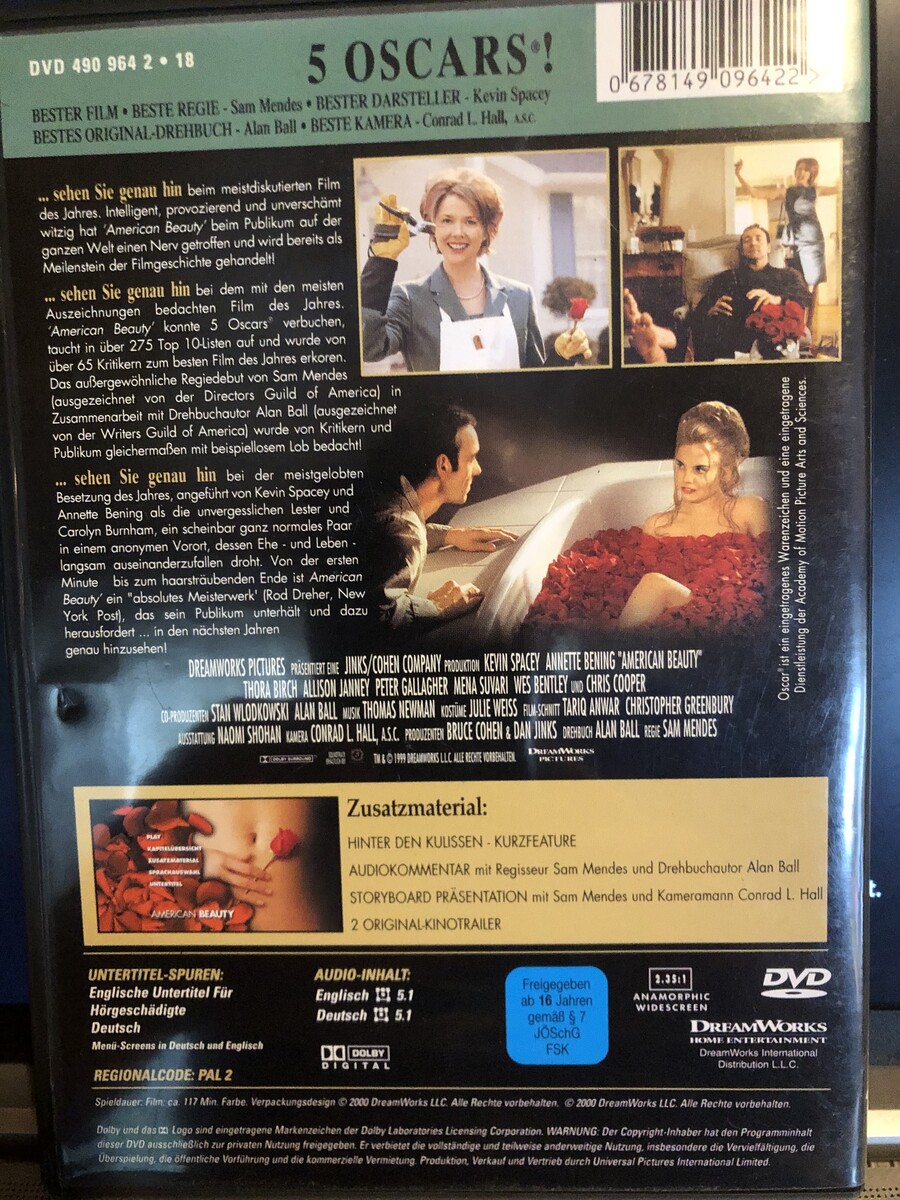 DVD 490 964 2 • 18
5 OSCARS®!
0 678149 096422 >
BESTER FILM • BESTE REGIE - Sam Mendes • BESTER DARSTELLER - Kevin Spacey
BESTES ORIGINAL-DREHBUCH - Alan Ball • BESTE KAMERA - Conrad L. Hall, A.S.C.
... sehen Sie genau hin beim meistdiskutierten Film
des Jahres. Intelligent, provozierend und unverschämt
witzig hat 'American Beauty' beim Publikum auf der
ganzen Welt einen Nerv getroffen und wird bereits als
Meilenstein der Filmgeschichte gehandelt!
... sehen Sie genau hin bei dem mit den meisten
Auszeichnungen bedachten Film des Jahres.
'American Beauty' konnte 5 Oscars® verbuchen,
taucht in über 275 Top 10-Listen auf und wurde von
über 65 Kritikern zum besten Film des Jahres erkoren.
Das außergewöhnliche Regiedebut von Sam Mendes
(ausgezeichnet von der Directors Guild of America) in
Zusammenarbeit mit Drehbuchautor Alan Ball (ausgezeichnet
von der Writers Guild of America) wurde von Kritikern und
Publikum gleichermaßen mit beispiellosem Lob bedacht!
... sehen Sie genau hin bei der meistgelobten
Besetzung des Jahres, angeführt von Kevin Spacey und
Annette Bening als die unvergesslichen Lester und
Carolyn Burnham, ein scheinbar ganz normales Paar
in einem anonymen Vorort, dessen Ehe - und Leben -
langsam auseinanderzufallen droht. Von der ersten
Minute bis zum haarsträubenden Ende ist American
Beauty' ein "absolutes Meisterwerk' (Rod Dreher, New
York Post), das sein Publikum unterhält und dazu
herausfordert ... in den nächsten Jahren
genau hinzusehen!
Oscar® ist ein eingetragenes Warenzeichen und eine eingetragene
Dienstleistung der Academy of Motion Picture Arts and Sciences.
DREAMWORKS PICTURES PRÄSENTIERT EINE JINKS/COHEN COMPANY PRODUKTION KEVIN SPACEY ANNETTE BENING "AMERICAN BEAUTY"
THORA BIRCH ALLISON JANNEY PETER GALLAGHER MENA SUVARI WES BENTLEY UND CHRIS COOPER
CO-PRODUZENTEN STAN WLODKOWSKI ALAN BALL MUSIK THOMAS NEWMAN KOSTÜME JULIE WEISS FILM-SCHNITT TARIQ ANWAR CHRISTOPHER GREENBURY
AUSSTATTUNG NAOMI SHOHAN KAMERA CONRAD L. HALL, A.S.C. PRODUZENTEN BRUCE COHEN & DAN JINKS DREHBUCH ALAN BALL REGIE SAM MENDES
DOLBY SURROUND TM & © 1999 DREAMWORKS L.L.C. ALLE RECHTE VORBEHALTEN. DREAMWORKS PICTURES
PLAY
KAPITELÜBERSICHT
ZUSATZMATERIAL
SPRACHAUSWAHL
UNTERTITEL
AMERICAN BEAUTY
Zusatzmaterial:
HINTER DEN KULISSEN - KURZFEATURE
AUDIOKOMMENTAR mit Regisseur Sam Mendes und Drehbuchautor Alan Ball
STORYBOARD PRÄSENTATION mit Sam Mendes und Kameramann Conrad L. Hall
2 ORIGINAL-KINOTRAILER
UNTERTITEL-SPUREN:
Englische Untertitel Für
Hörgeschädigte
Deutsch
Menü-Screens in Deutsch und Englisch
REGIONALCODE: PAL 2
AUDIO-INHALT:
Englisch 5.1
Deutsch 5.1
DOLBY
DIGITAL
Freigegeben
ab 16 Jahren
gemäß § 7
JÖSchG
FSK
2.35:1
ANAMORPHIC
WIDESCREEN
DVD
DREAMWORKS
HOME ENTERTAINMENT
DreamWorks International
Distribution L.L.C.
t.
Spieldauer: Film: ca. 117 Min. Farbe. Verpackungsdesign © 2000 DreamWorks LLC. Alle Rechte vorbehalten. © 2000 DreamWorks LLC. Alle Rechte vorbehalten.
Dolby und das Logo sind eingetragene Markenzeichen der Dolby Laboratories Licensing Corporation. WARNUNG: Der Copyright-Inhaber hat den Programminhalt
dieser DVD ausschließlich zur privaten Nutzung freigegeben. Er verbietet die vollständige und teilweise anderweitige Nutzung, insbesondere die Vervielfältigung, die
Überspielung, die öffentliche Vorführung und die kommerzielle Vermietung. Produktion, Verkauf und Vertrieb durch Universal Pictures International Limited.